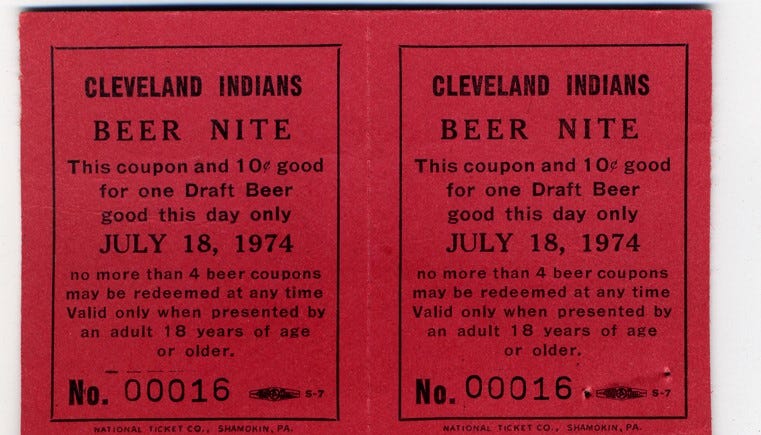 CLEVELAND INDIANS
BEER NITE
This coupon and 10¢ good
for one Draft Beer
good this day only
JULY 18, 1974
no more than 4 beer coupons
may be redeemed at any time
Valid only when presented by
an adult 18 years of age
or older.
No. 00016 S-7
NATIONAL TICKET CO., SHAMOKIN, PA.
CLEVELAND INDIANS
BEER NITE
This coupon and 10¢ good
for one Draft Beer
good this day only
JULY 18, 1974
no more than 4 beer coupons
may be redeemed at any time
Valid only when presented by
an adult 18 years of age
or older.
No. 00016 S-7
NATIONAL TICKET CO., SHAMOKIN, PA.